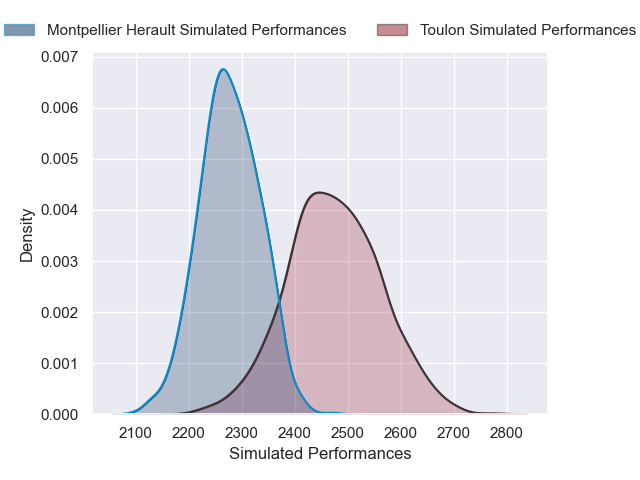 Montpellier Herault Simulated Performances Toulon Simulated Performances
0.007
0.006
0.005
0.004
0.003
0.002
0.001
0.000
Density
2100 2200 2300 2400 2500 2600 2700 2800
Simulated Performances